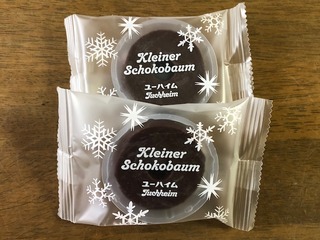 Kleiner
Schokobaum
ユーハイム
Juchheim
Kleiner
Schokobaum
ユーハイム
Juchheim